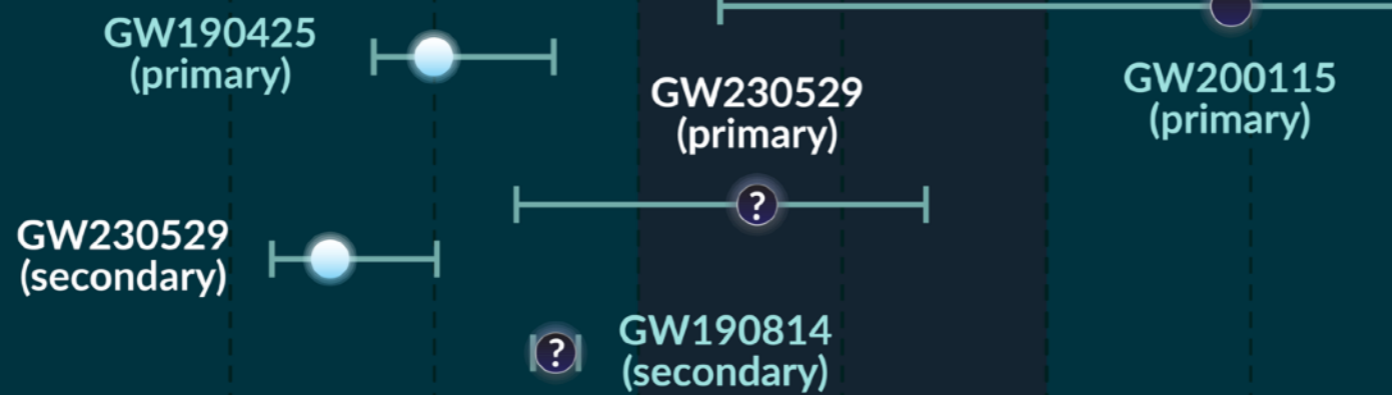 GW190425
(primary)
GW230529
(primary)
GW200115
(primary)
?
GW230529
(secondary)
?
GW190814
(secondary)